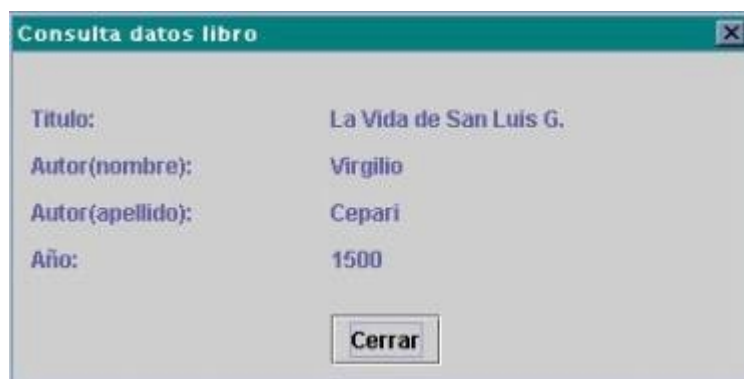 Consulta datos libro
Titulo: La Vida de San Luis G.
Autor(nombre): Virgilio
Autor(apellido): Cepari
Año: 1500
Cerrar